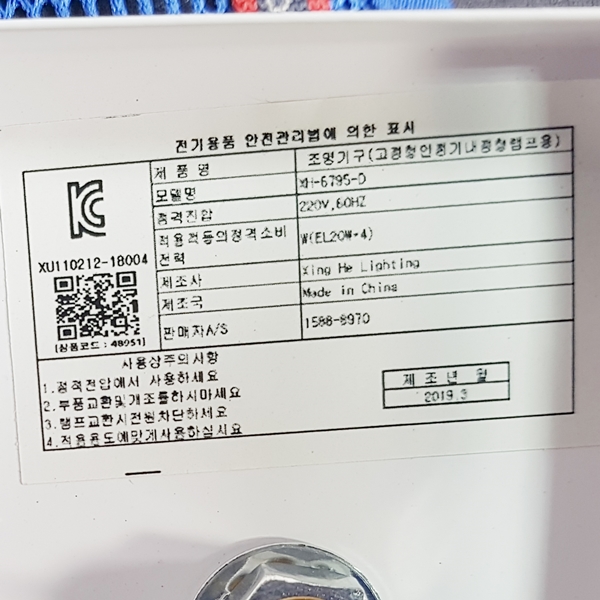 전기용품 안전관리법에 의한 표시
KC
XU110212-18004
[상품코드 : 48951]
제 품 명 조명기구(고정형안정기내장형램프용)
모델명 XH-6795-D
정격전압 220V,60HZ
적용격등의정격소비전력 W(EL20W*4)
제조사 Xing He Lighting
제조국 Made in China
판매자A/S 1588-8970
사용상주의사항
1.정적전압에서 사용하세요
2.부품교환및개조를하시마세요
3.램프교환시전원차단하세요
4.적용용도에맞게사용하십시요
제 조 년 월
2019.3